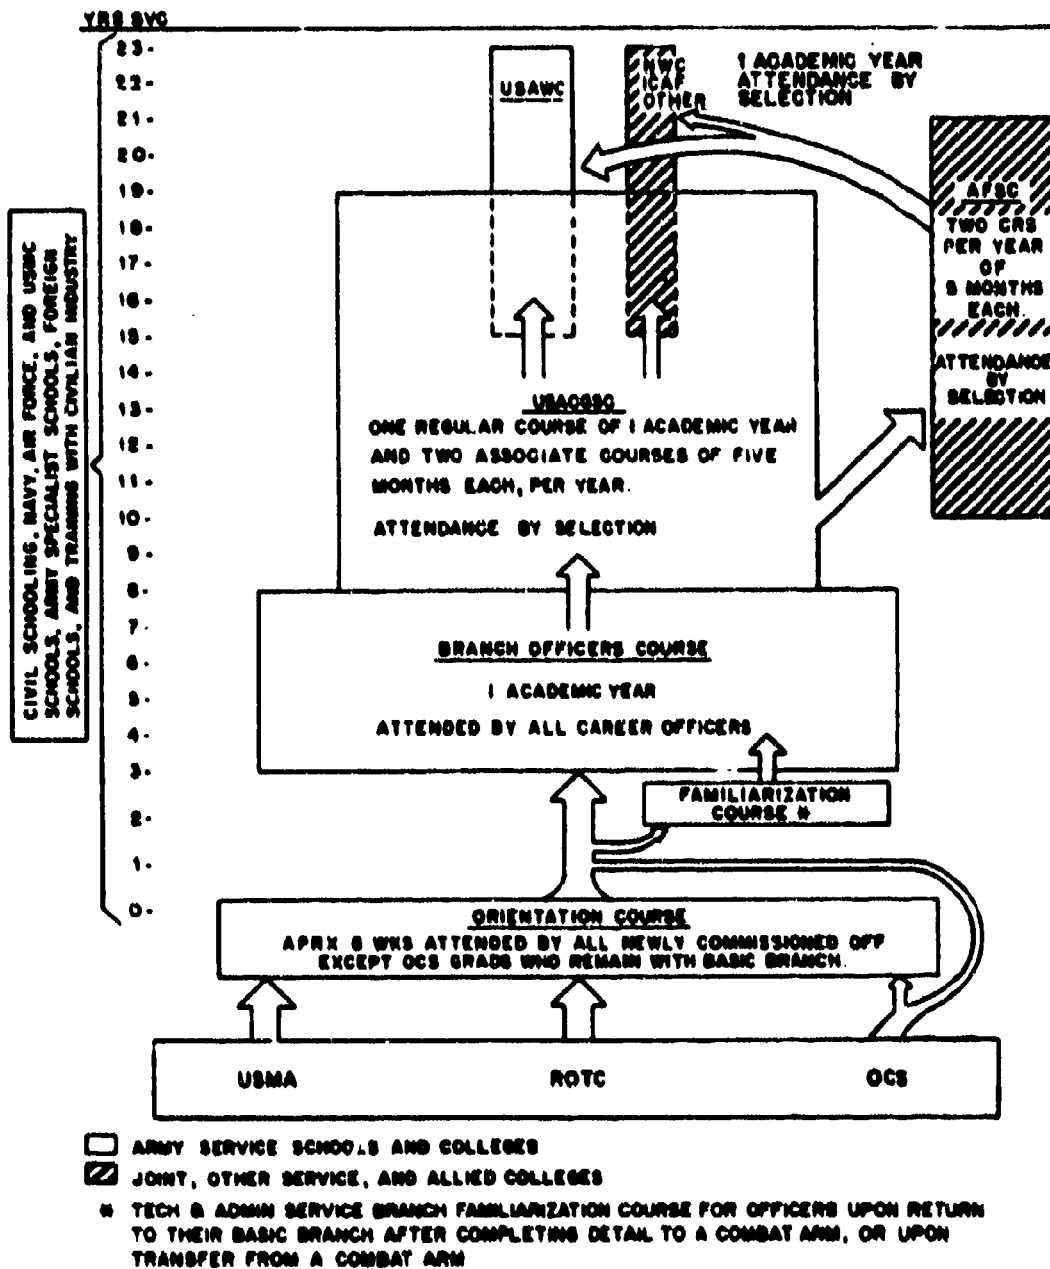 YRS SVC
23-
22-
21-
20-
19-
18-
17-
16-
15-
14-
13-
12-
11-
10-
9-
8-
7-
6-
5-
4-
3-
2-
1-
0-
CIVIL SCHOOLING, NAVY, AIR FORCE, AND USMC
SCHOOLS, ARMY SPECIALIST SCHOOLS, FOREIGN
SCHOOLS, AND TRAINING WITH CIVILIAN INDUSTRY
USAWC
NWC
ICAF
OTHER
1 ACADEMIC YEAR
ATTENDANCE BY
SELECTION
AFSC
TWO CRS
PER YEAR
OF
5 MONTHS
EACH.
ATTENDANCE
BY
SELECTION
USACGSC
ONE REGULAR COURSE OF 1 ACADEMIC YEAR
AND TWO ASSOCIATE COURSES OF FIVE
MONTHS EACH, PER YEAR.
ATTENDANCE BY SELECTION
BRANCH OFFICERS COURSE
1 ACADEMIC YEAR
ATTENDED BY ALL CAREER OFFICERS
FAMILIARIZATION
COURSE *
ORIENTATION COURSE
APRX 8 WKS ATTENDED BY ALL NEWLY COMMISSIONED OFF
EXCEPT OCS GRADS WHO REMAIN WITH BASIC BRANCH.
USMA
ROTC
OCS
ARMY SERVICE SCHOOLS AND COLLEGES
JOINT, OTHER SERVICE, AND ALLIED COLLEGES
* TECH & ADMIN SERVICE BRANCH FAMILIARIZATION COURSE FOR OFFICERS UPON RETURN
TO THEIR BASIC BRANCH AFTER COMPLETING DETAIL TO A COMBAT ARM, OR UPON
TRANSFER FROM A COMBAT ARM